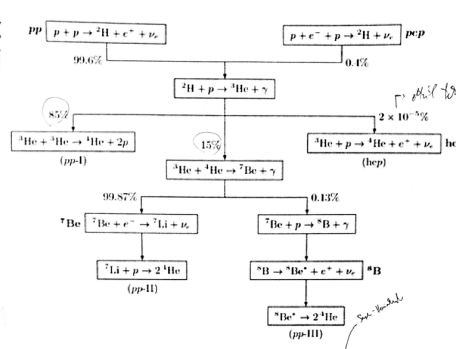 pp p + p → ²H + e⁺ + νₑ p + e⁻ + p → ²H + νₑ pep
99.6% 0.4%
²H + p → ³He + γ
85% 2 × 10⁻⁵%
³He + ³He → ⁴He + 2p 15% ³He + p → ⁴He + e⁺ + νₑ
(pp-I) (hep)
³He + ⁴He → ⁷Be + γ
99.87% 0.13%
⁷Be ⁷Be + e⁻ → ⁷Li + νₑ ⁷Be + p → ⁸B + γ
⁷Li + p → 2 ⁴He ⁸B → ⁸Be* + e⁺ + νₑ ⁸B
(pp-II)
⁸Be* → 2 ⁴He
(pp-III)